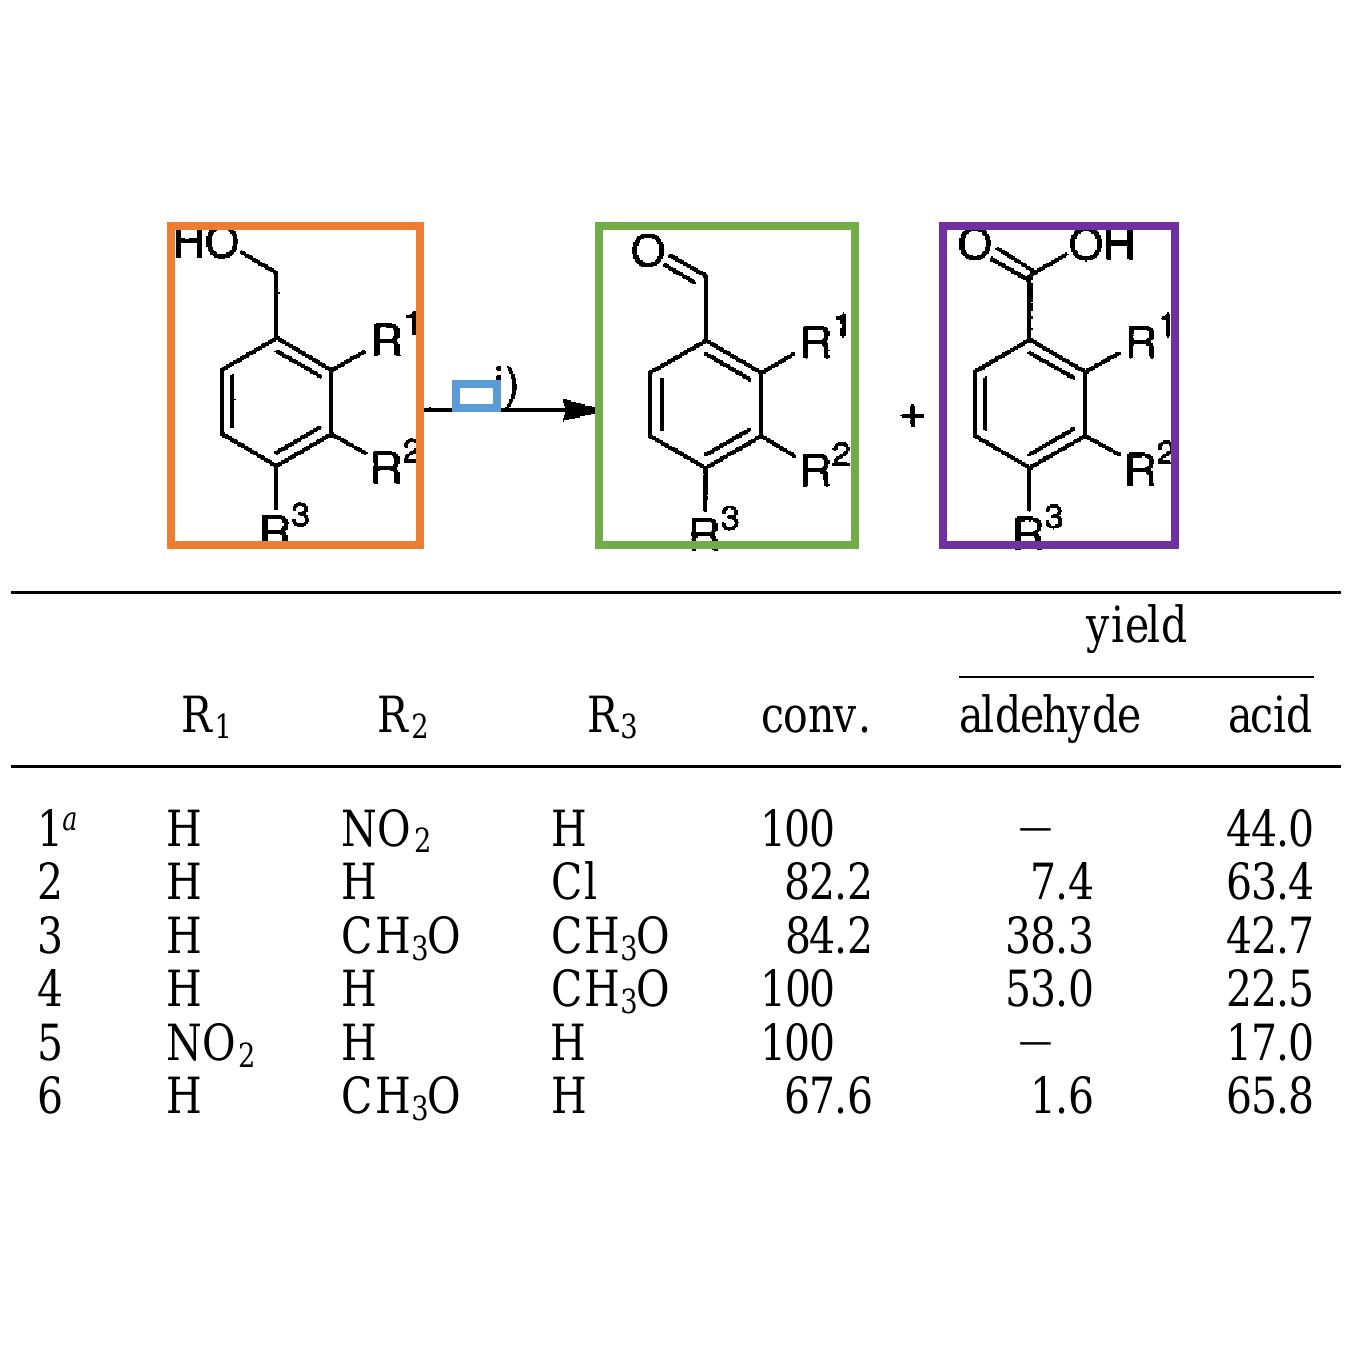 HO R¹ R² R³
i)
O R¹ R² R³
+
O OH R¹ R² R³
yield
R₁ R₂ R₃ conv. aldehyde acid
1ᵃ H NO₂ H 100 — 44.0
2 H H Cl 82.2 7.4 63.4
3 H CH₃O CH₃O 84.2 38.3 42.7
4 H H CH₃O 100 53.0 22.5
5 NO₂ H H 100 — 17.0
6 H CH₃O H 67.6 1.6 65.8